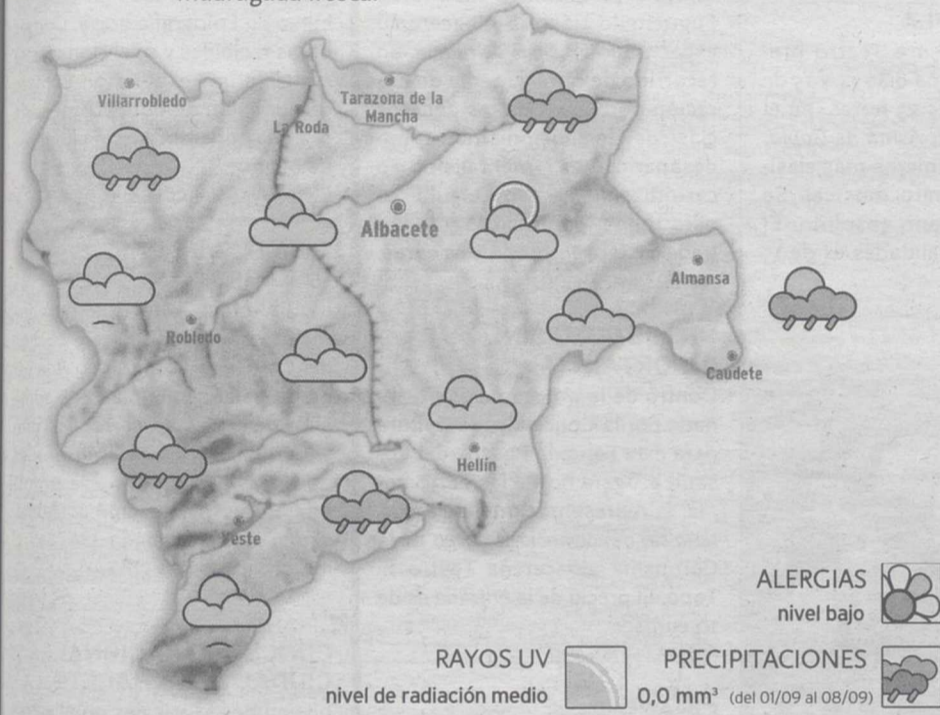 Villarrobledo
La Roda
Tarazona de la
Mancha
Albacete
Almansa
Robledo
Caudete
Hellín
Yeste
ALERGIAS
nivel bajo
RAYOS UV
nivel de radiación medio
PRECIPITACIONES
0,0 mm³ (del 01/09 al 08/09)